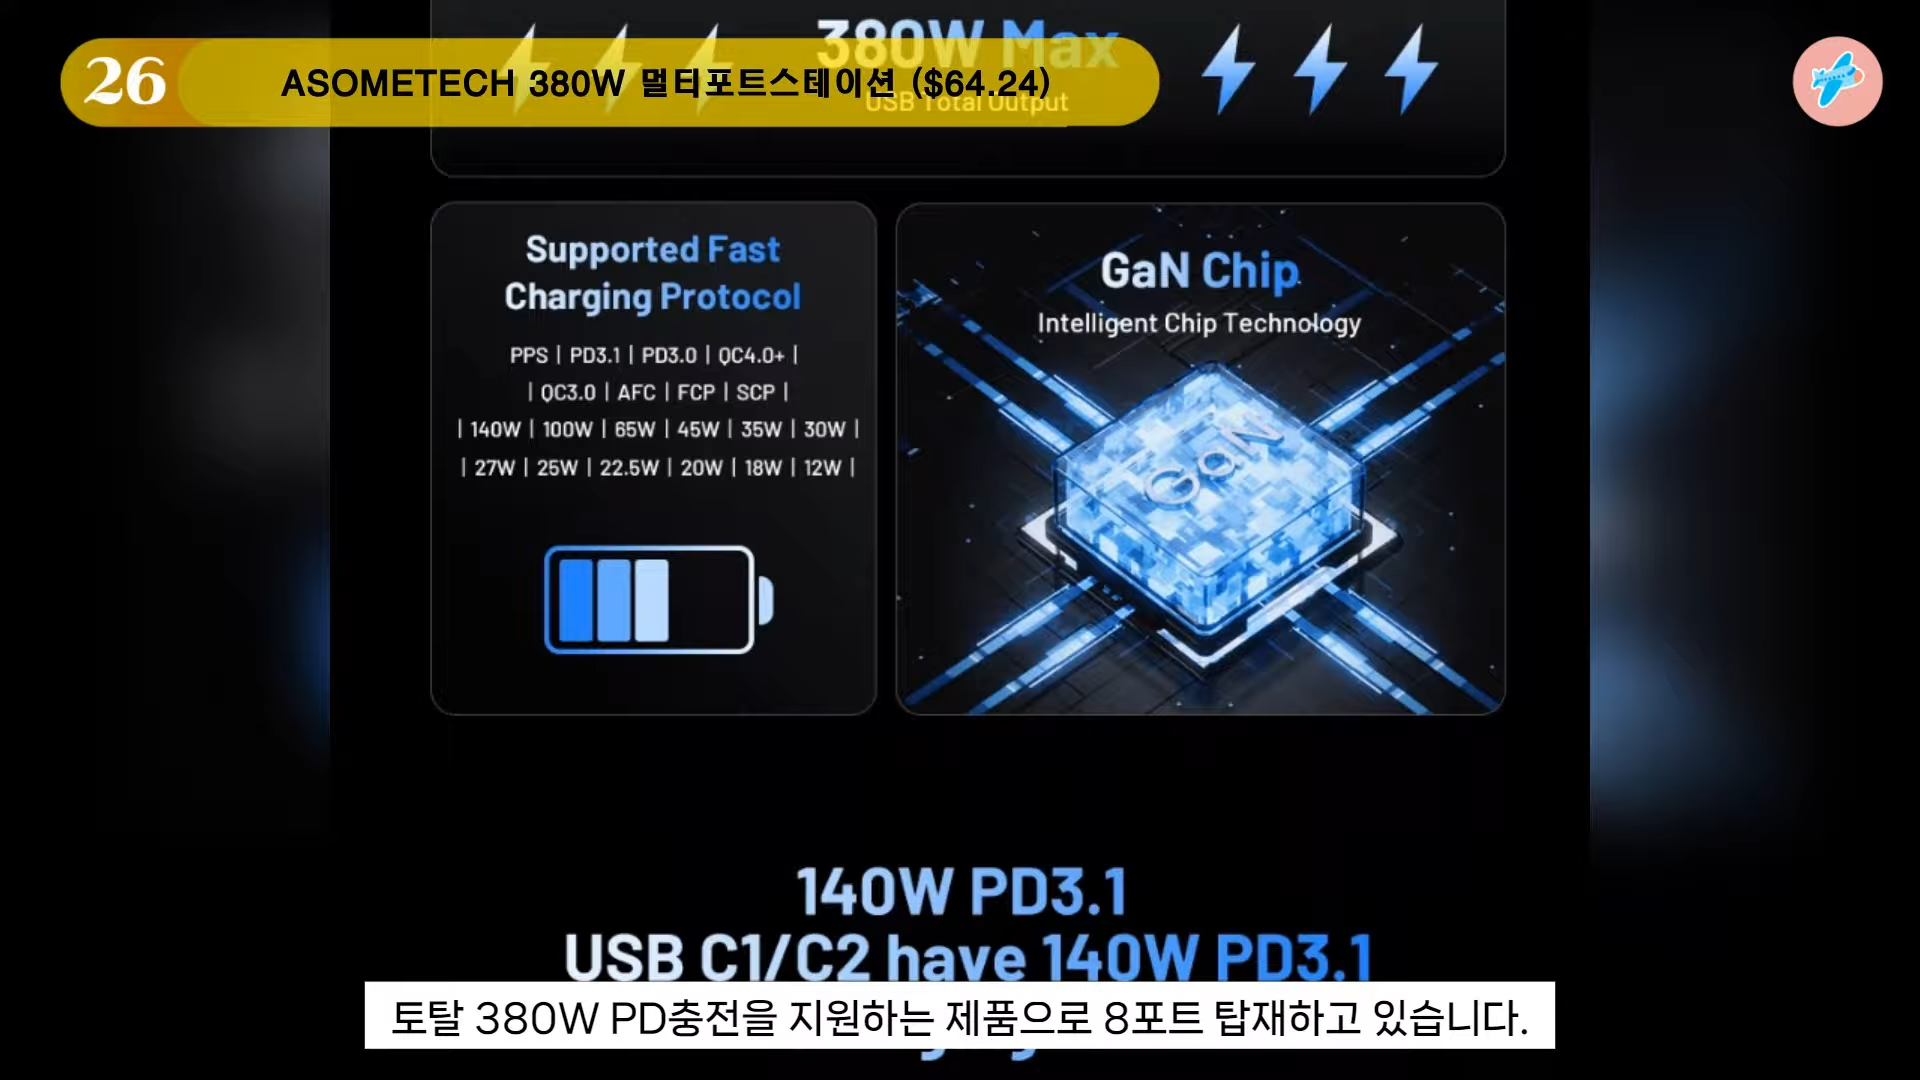 380W Max
USB Total Output
26
ASOMETECH 380W 멀티포트스테이션 ($64.24)
Supported Fast
Charging Protocol
PPS | PD3.1 | PD3.0 | QC4.0+ |
| QC3.0 | AFC | FCP | SCP |
| 140W | 100W | 65W | 45W | 35W | 30W |
| 27W | 25W | 22.5W | 20W | 18W | 12W |
GaN Chip
Intelligent Chip Technology
GaN
140W PD3.1
USB C1/C2 have 140W PD3.1
토탈 380W PD충전을 지원하는 제품으로 8포트 탑재하고 있습니다.